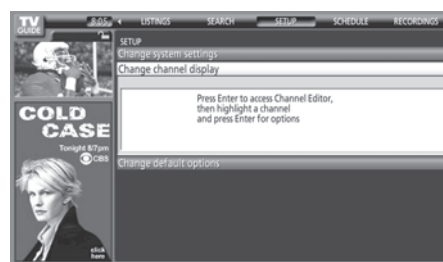 TV
GUIDE
8:05
LISTINGS
SEARCH
SETUP
SCHEDULE
RECORDINGS
SETUP
Change system settings
Change channel display
Press Enter to access Channel Editor,
then highlight a channel
and press Enter for options
Change default options
COLD
CASE
Tonight 8/7pm
CBS
click
here